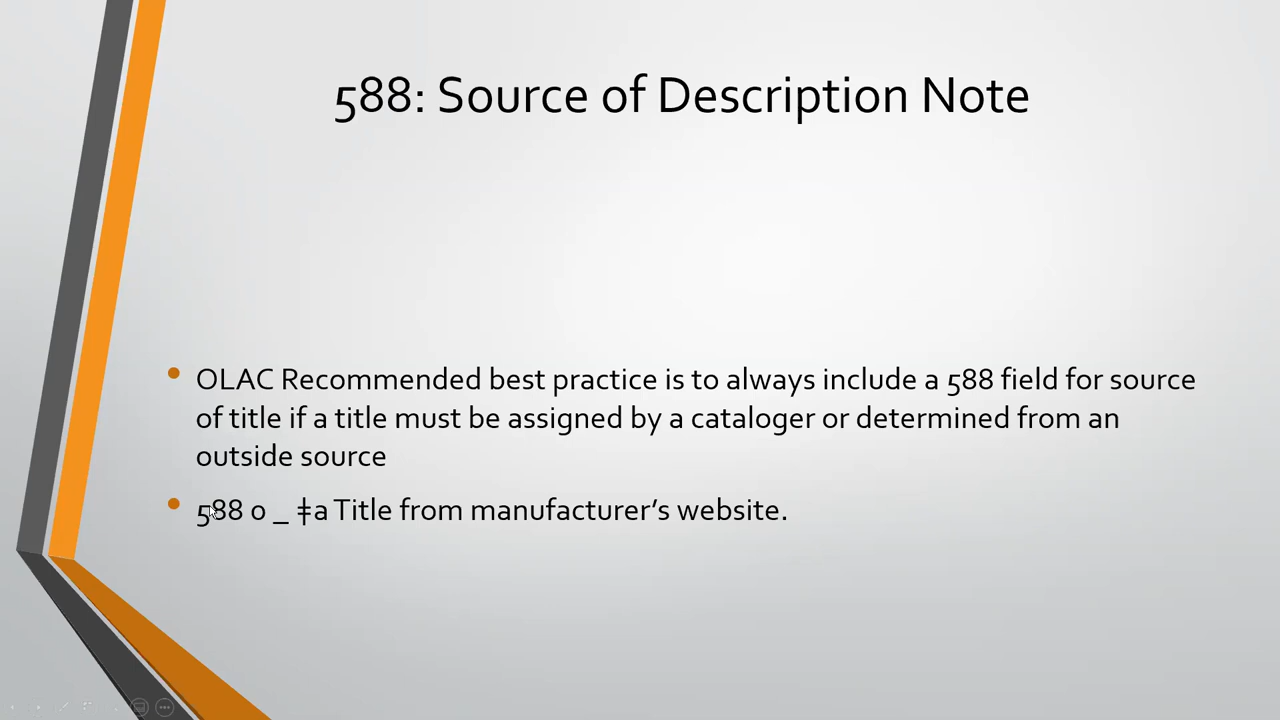 588: Source of Description Note
OLAC Recommended best practice is to always include a 588 field for source
of title if a title must be assigned by a cataloger or determined from an
outside source
588 0 _ ǂa Title from manufacturer’s website.